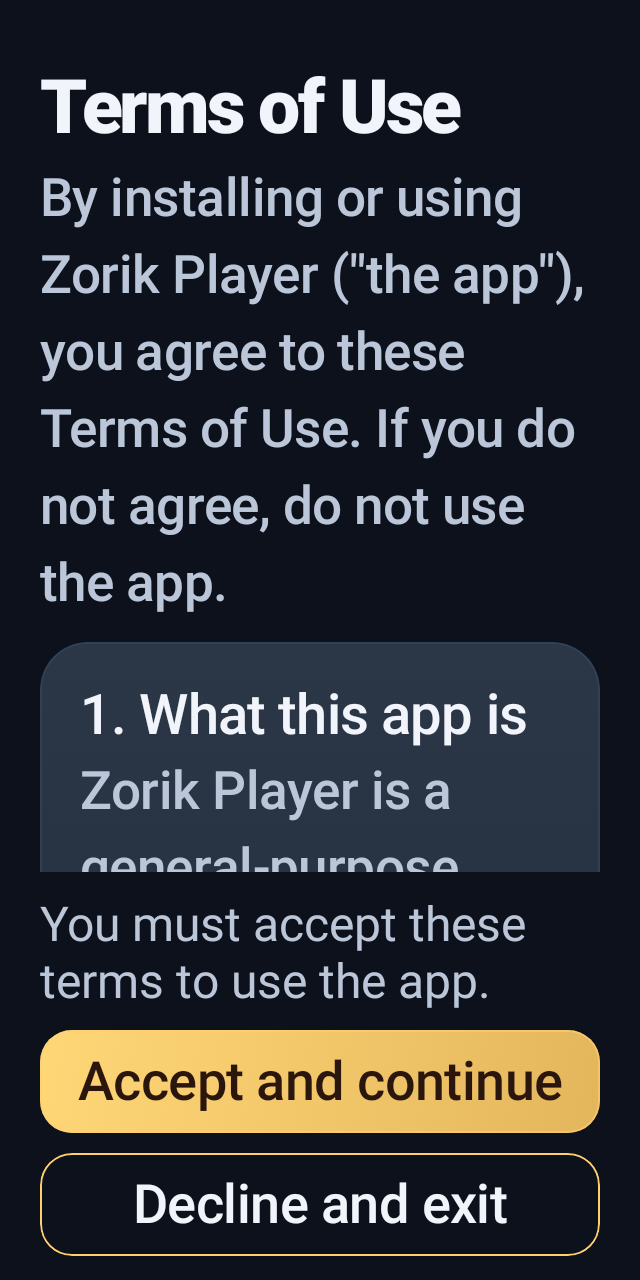 Terms of Use
By installing or using
Zorik Player ("the app"),
you agree to these
Terms of Use. If you do
not agree, do not use
the app.
1. What this app is
Zorik Player is a
general-purpose
You must accept these
terms to use the app.
Accept and continue
Decline and exit